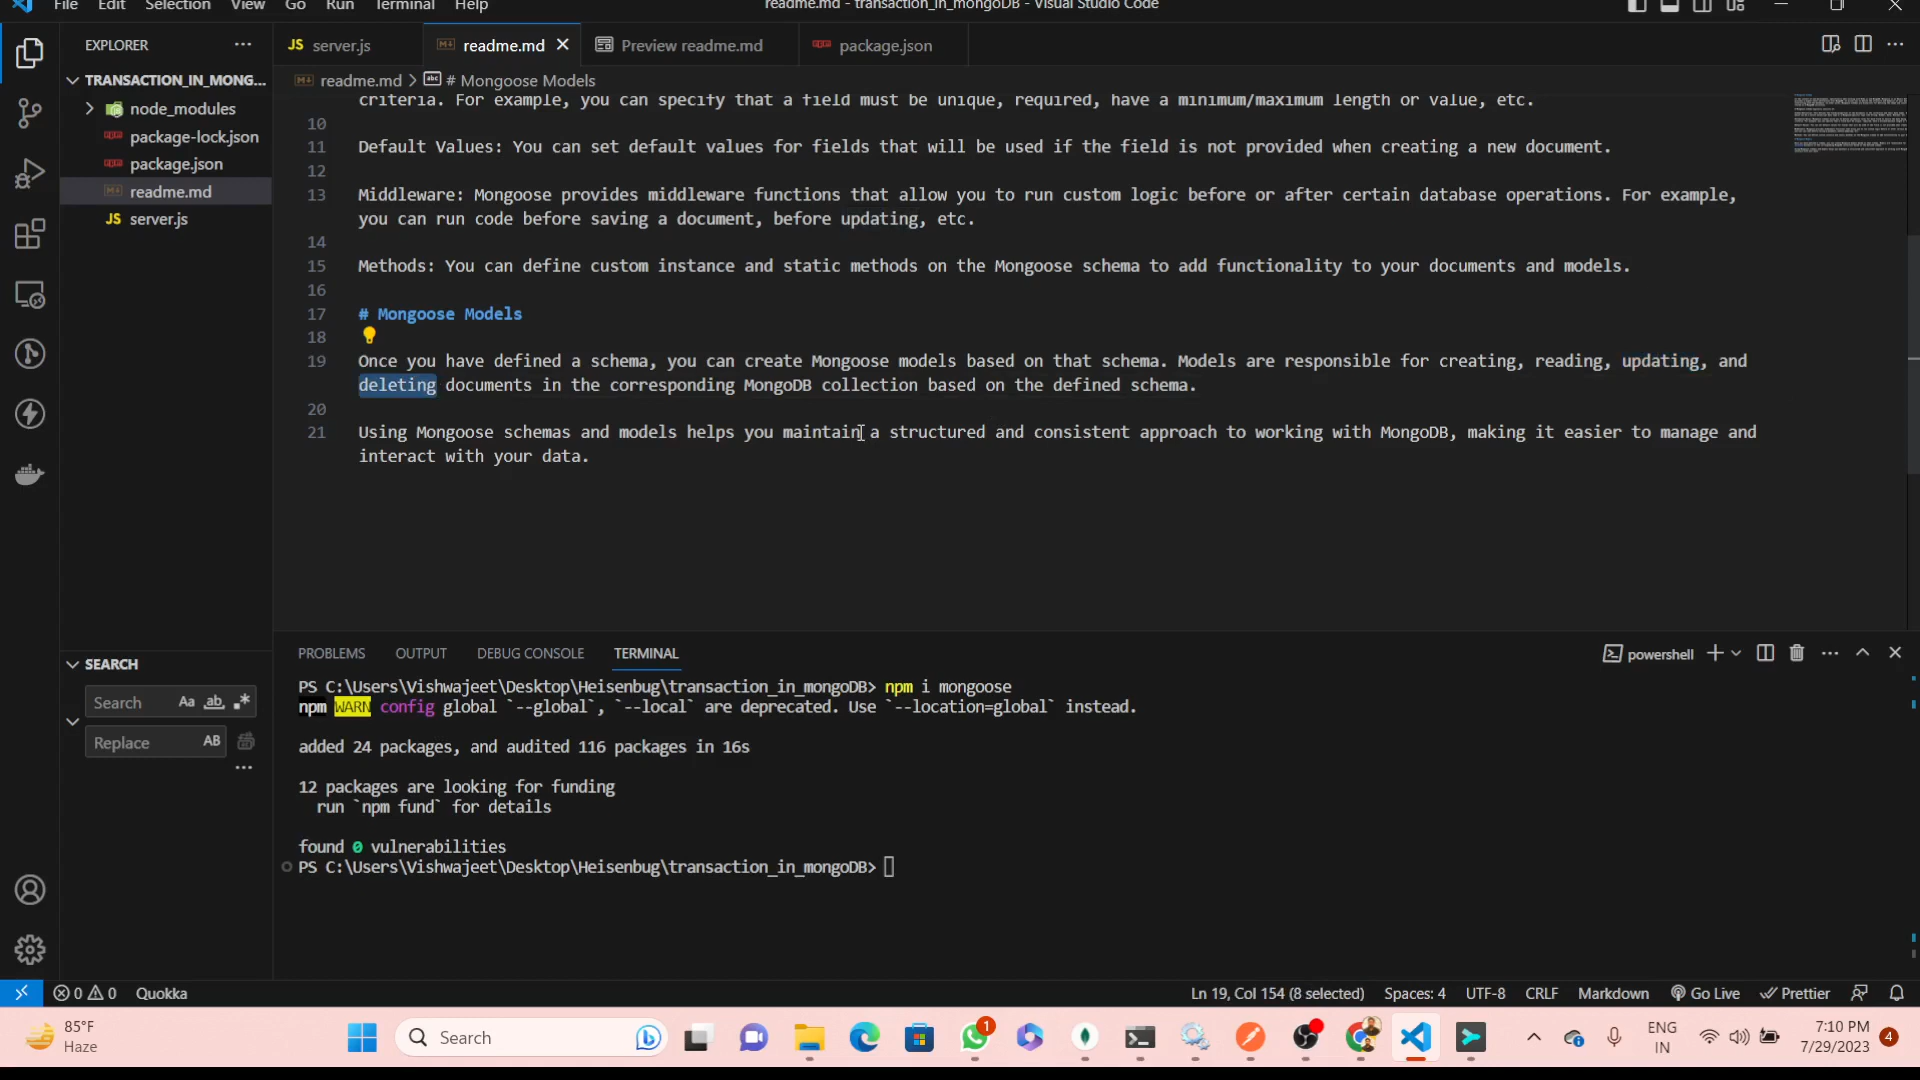 File Edit Selection View Go Run Terminal Help readme.md - transaction_in_mongoDB - Visual Studio Code
EXPLORER
JS server.js
readme.md
Preview readme.md
package.json
TRANSACTION_IN_MONG...
readme.md > # Mongoose Models
node_modules
package-lock.json
package.json
readme.md
JS server.js
criteria. For example, you can specify that a field must be unique, required, have a minimum/maximum length or value, etc.
10
11 Default Values: You can set default values for fields that will be used if the field is not provided when creating a new document.
12
13 Middleware: Mongoose provides middleware functions that allow you to run custom logic before or after certain database operations. For example,
you can run code before saving a document, before updating, etc.
14
15 Methods: You can define custom instance and static methods on the Mongoose schema to add functionality to your documents and models.
16
17 # Mongoose Models
18
19 Once you have defined a schema, you can create Mongoose models based on that schema. Models are responsible for creating, reading, updating, and
deleting documents in the corresponding MongoDB collection based on the defined schema.
20
21 Using Mongoose schemas and models helps you maintain a structured and consistent approach to working with MongoDB, making it easier to manage and
interact with your data.
SEARCH
Search Aa ab
Replace AB
PROBLEMS OUTPUT DEBUG CONSOLE TERMINAL
powershell
PS C:\Users\Vishwajeet\Desktop\Heisenbug\transaction_in_mongoDB> npm i mongoose
npm WARN config global `--global`, `--local` are deprecated. Use `--location=global` instead.
added 24 packages, and audited 116 packages in 16s
12 packages are looking for funding
run `npm fund` for details
found 0 vulnerabilities
PS C:\Users\Vishwajeet\Desktop\Heisenbug\transaction_in_mongoDB>
0 0 Quokka
Ln 19, Col 154 (8 selected) Spaces: 4 UTF-8 CRLF Markdown Go Live Prettier
85°F
Haze
Search
1
ENG
IN
7:10 PM
7/29/2023
4